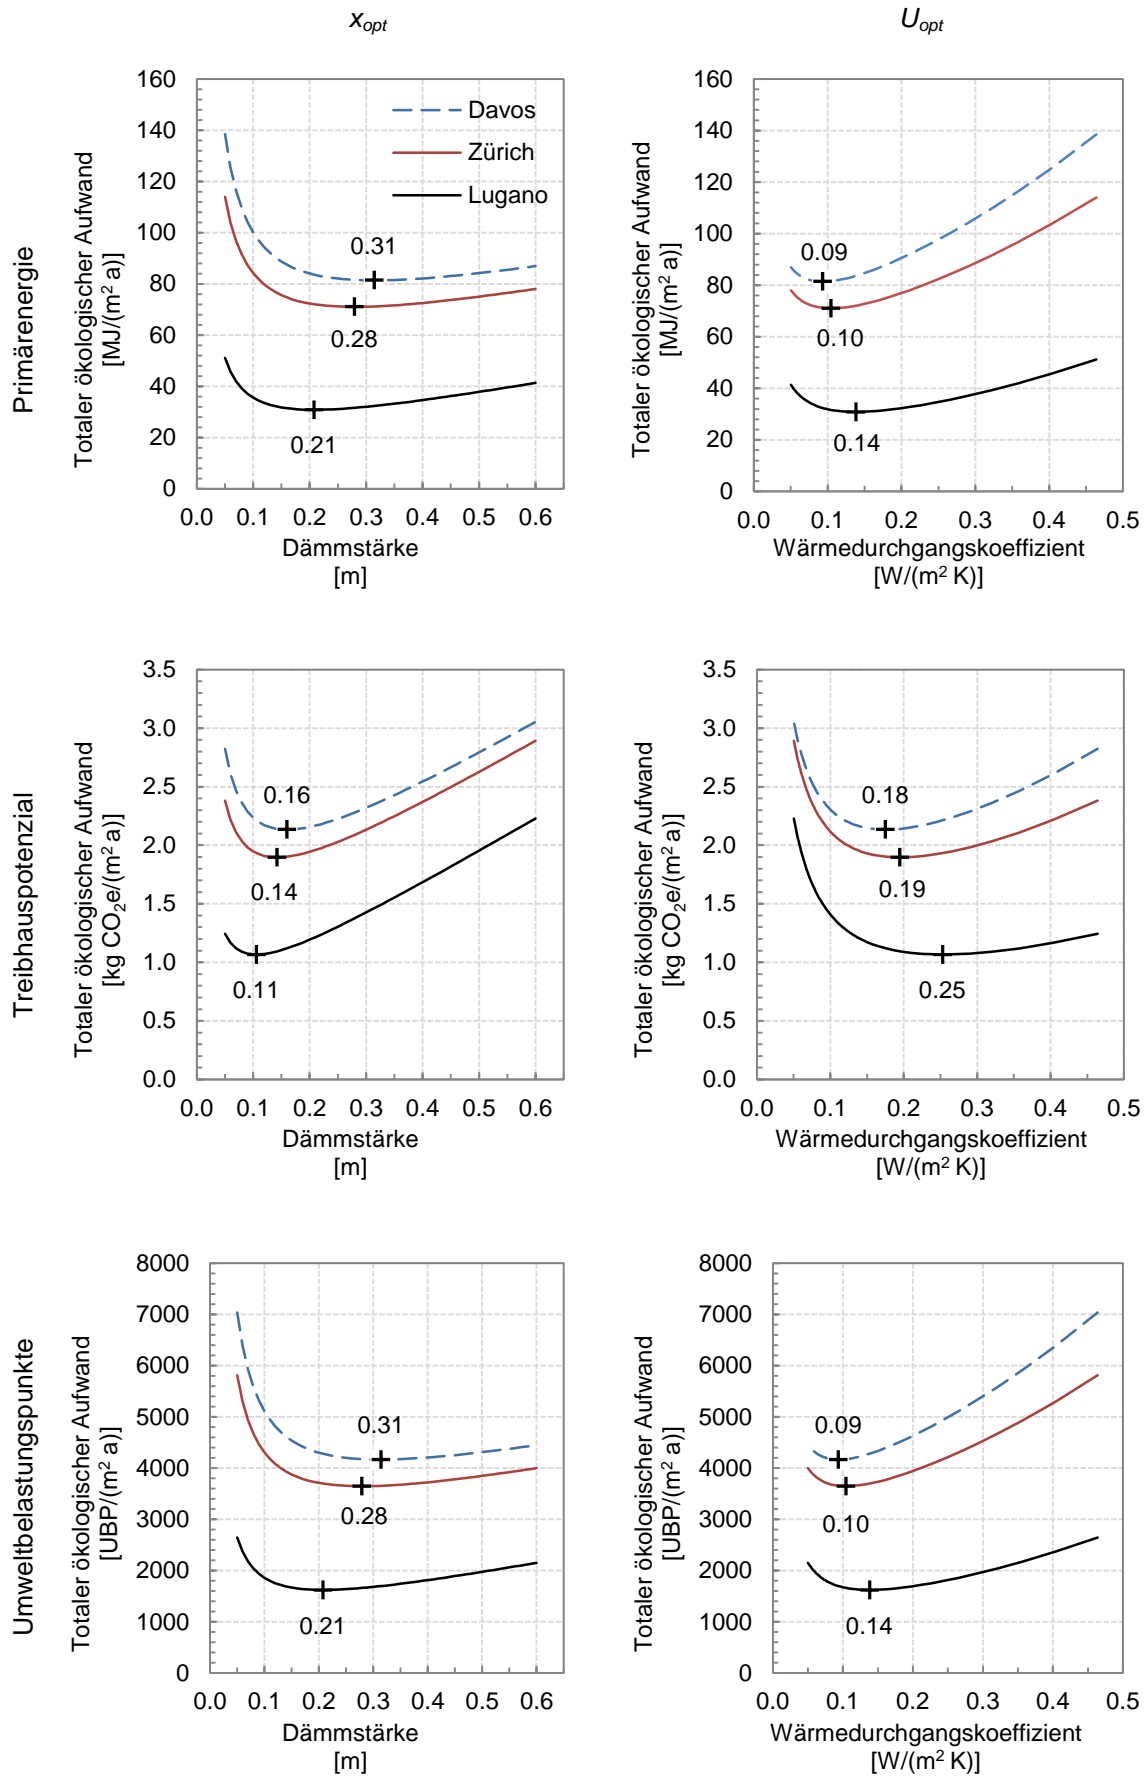 x_opt
U_opt
Primärenergie
Totaler ökologischer Aufwand
[MJ/(m² a)]
160
140
120
100
80
60
40
20
0
Davos
Zürich
Lugano
0.31
0.28
0.21
0.0 0.1 0.2 0.3 0.4 0.5 0.6
Dämmstärke
[m]
Totaler ökologischer Aufwand
[MJ/(m² a)]
160
140
120
100
80
60
40
20
0
0.09
0.10
0.14
0.0 0.1 0.2 0.3 0.4 0.5
Wärmedurchgangskoeffizient
[W/(m² K)]
Treibhauspotenzial
Totaler ökologischer Aufwand
[kg CO₂e/(m² a)]
3.5
3.0
2.5
2.0
1.5
1.0
0.5
0.0
0.16
0.14
0.11
0.0 0.1 0.2 0.3 0.4 0.5 0.6
Dämmstärke
[m]
Totaler ökologischer Aufwand
[kg CO₂e/(m² a)]
3.5
3.0
2.5
2.0
1.5
1.0
0.5
0.0
0.18
0.19
0.25
0.0 0.1 0.2 0.3 0.4 0.5
Wärmedurchgangskoeffizient
[W/(m² K)]
Umweltbelastungspunkte
Totaler ökologischer Aufwand
[UBP/(m² a)]
8000
7000
6000
5000
4000
3000
2000
1000
0
0.31
0.28
0.21
0.0 0.1 0.2 0.3 0.4 0.5 0.6
Dämmstärke
[m]
Totaler ökologischer Aufwand
[UBP/(m² a)]
8000
7000
6000
5000
4000
3000
2000
1000
0
0.09
0.10
0.14
0.0 0.1 0.2 0.3 0.4 0.5
Wärmedurchgangskoeffizient
[W/(m² K)]